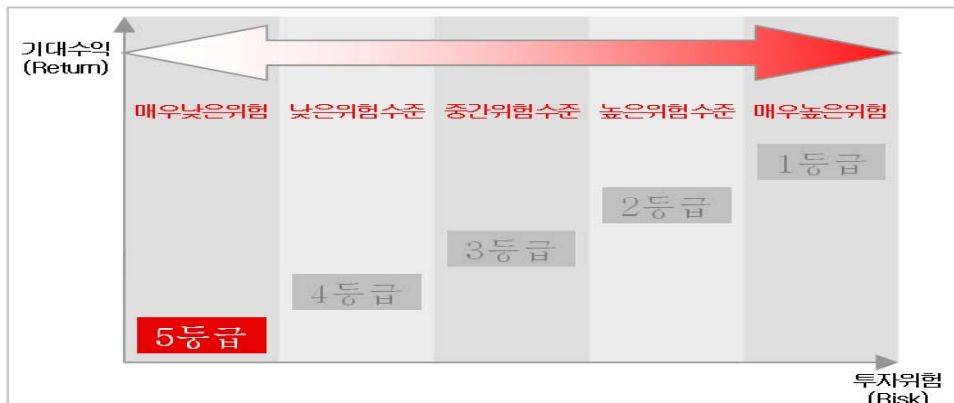 기대수익
(Return)
매우낮은위험 낮은위험수준 중간위험수준 높은위험수준 매우높은위험
1등급
2등급
3등급
4등급
5등급
투자위험
(Risk)